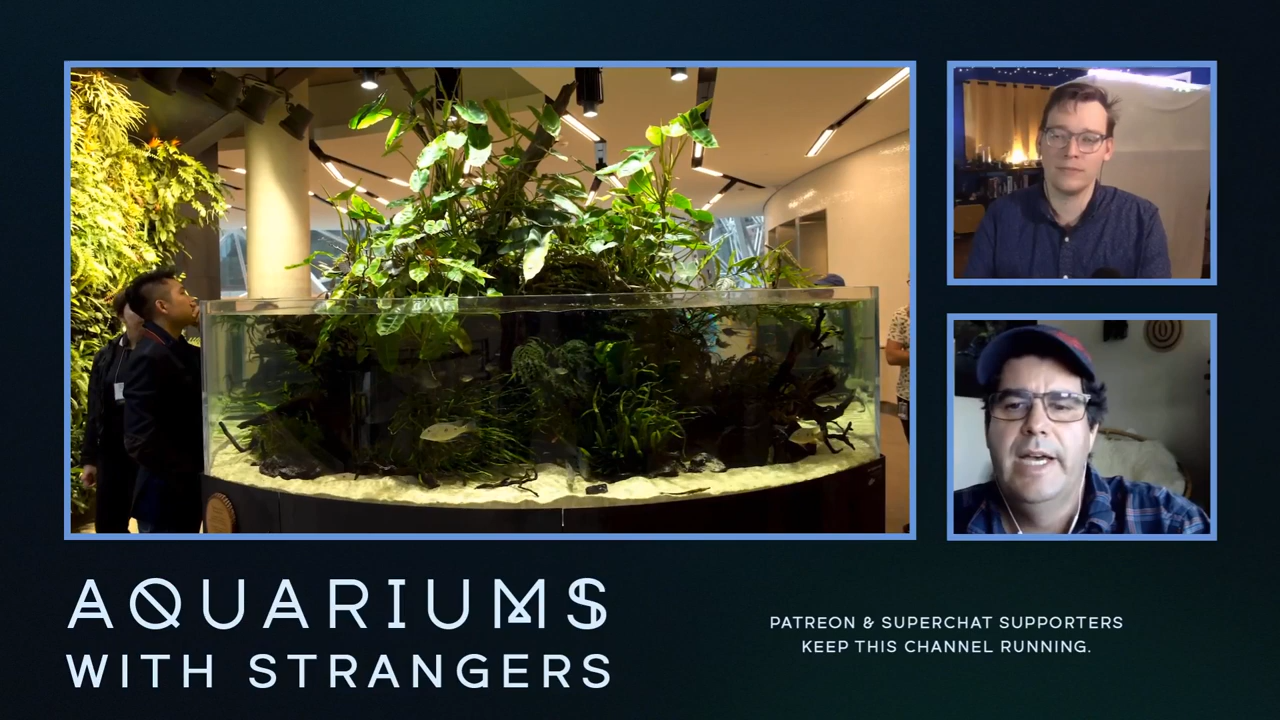 AQUARIUMS
WITH STRANGERS
PATREON & SUPERCHAT SUPPORTERS
KEEP THIS CHANNEL RUNNING.